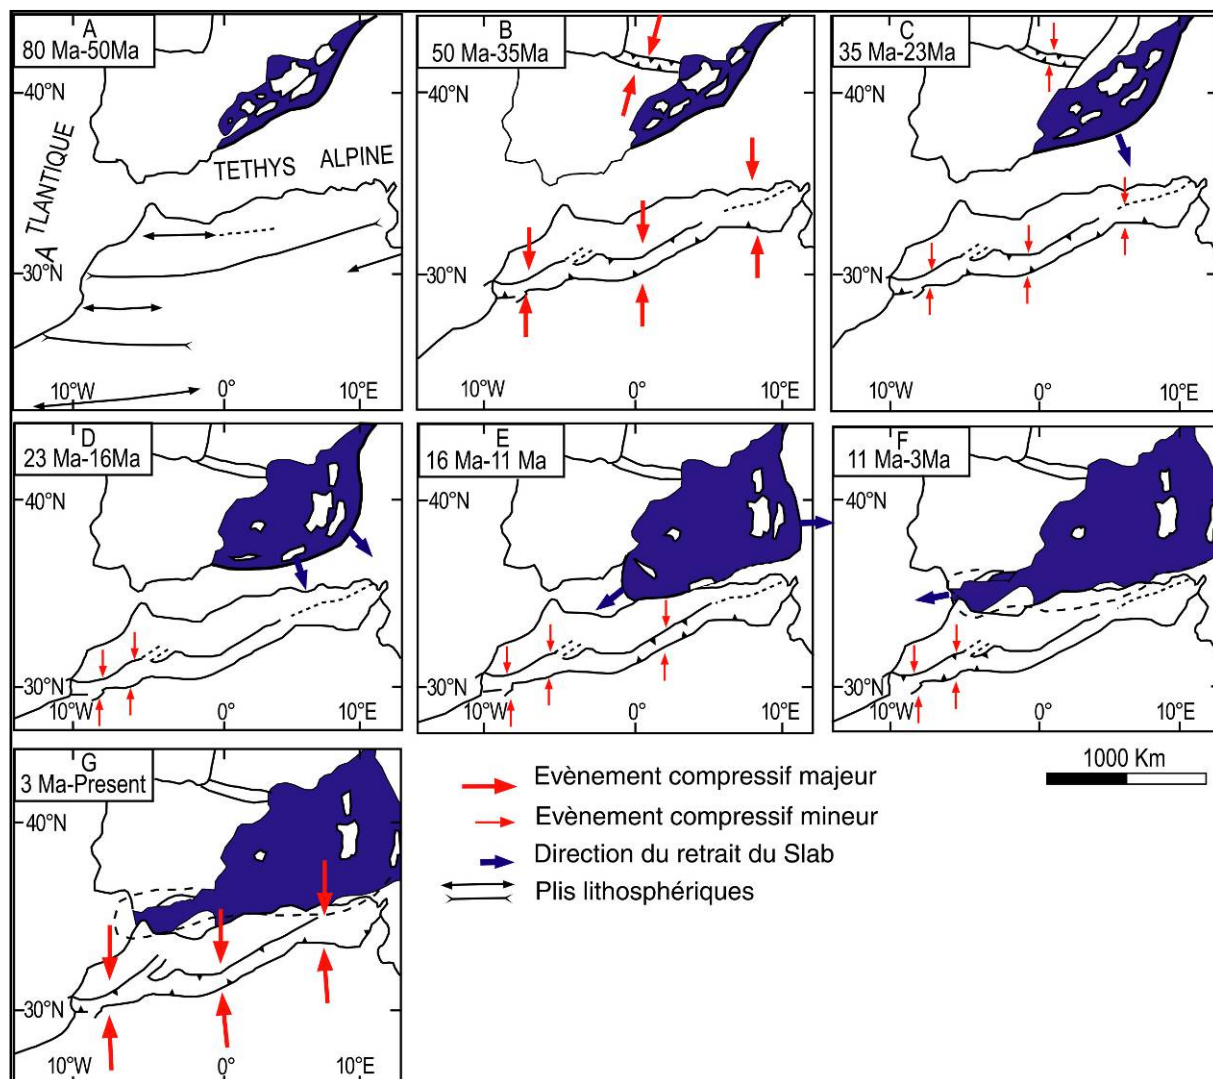 A
80 Ma-50Ma
40°N
ATLANTIQUE
TETHYS ALPINE
30°N
10°W 0° 10°E
B
50 Ma-35Ma
40°N
30°N
10°W 0° 10°E
C
35 Ma-23Ma
40°N
30°N
10°W 0° 10°E
D
23 Ma-16Ma
40°N
30°N
10°W 0° 10°E
E
16 Ma-11 Ma
40°N
30°N
10°W 0° 10°E
F
11 Ma-3Ma
40°N
30°N
10°W 0° 10°E
G
3 Ma-Present
40°N
30°N
10°W 0° 10°E
Evènement compressif majeur
Evènement compressif mineur
Direction du retrait du Slab
Plis lithosphériques
1000 Km